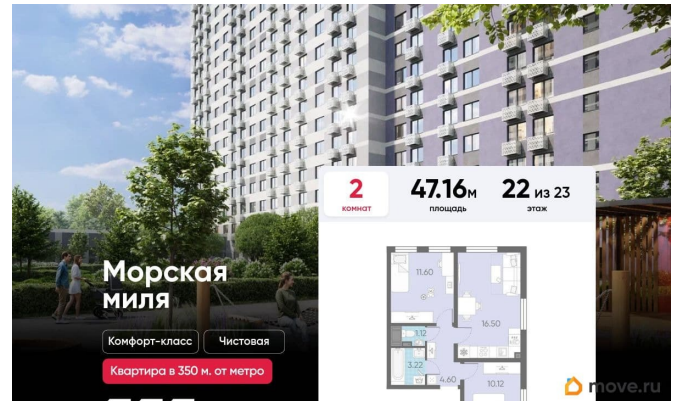 2
комнат
47.16м
площадь
22 из 23
этаж
Морская
миля
Комфорт-класс
Чистовая
Квартира в 350 м. от метро
11.60
16.50
1.12
3.22
4.60
10.12
move.ru